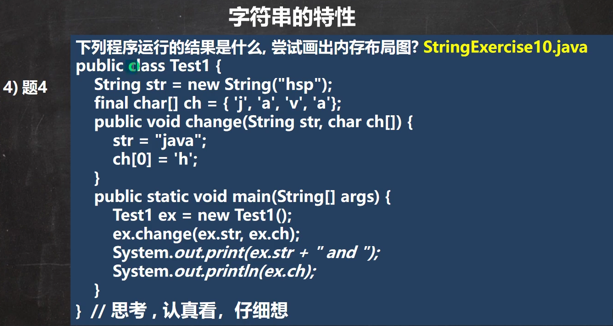 字符串的特性
下列程序运行的结果是什么, 尝试画出内存布局图? StringExercise10.java
4) 题4
public class Test1 {
String str = new String("hsp");
final char[] ch = { 'j', 'a', 'v', 'a'};
public void change(String str, char ch[]) {
str = "java";
ch[0] = 'h';
}
public static void main(String[] args) {
Test1 ex = new Test1();
ex.change(ex.str, ex.ch);
System.out.print(ex.str + " and ");
System.out.println(ex.ch);
}
} // 思考 , 认真看，仔细想